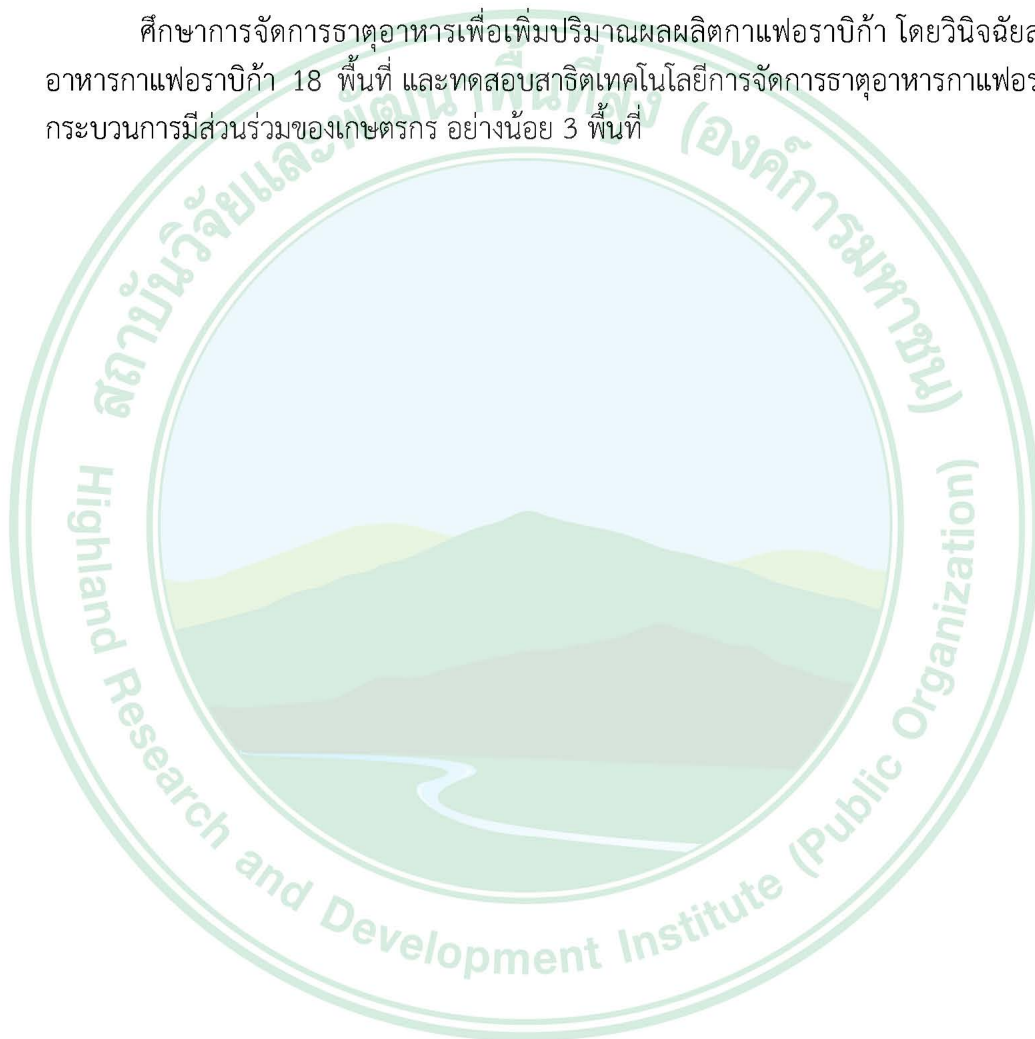 ศึกษาการจัดการธาตุอาหารเพื่อเพิ่มปริมาณผลผลิตกาแฟอราบิก้า โดยวินิจฉัย
อาหารกาแฟอราบิก้า 18 พื้นที่ และทดสอบสาธิตเทคโนโลยีการจัดการธาตุอาหารกาแฟอร
กระบวนการมีส่วนร่วมของเกษตรกร อย่างน้อย 3 พื้นที่
สถาบันวิจัยและพัฒนาพื้นที่สูง (องค์การมหาชน)
Highland Research and Development Institute (Public Organization)